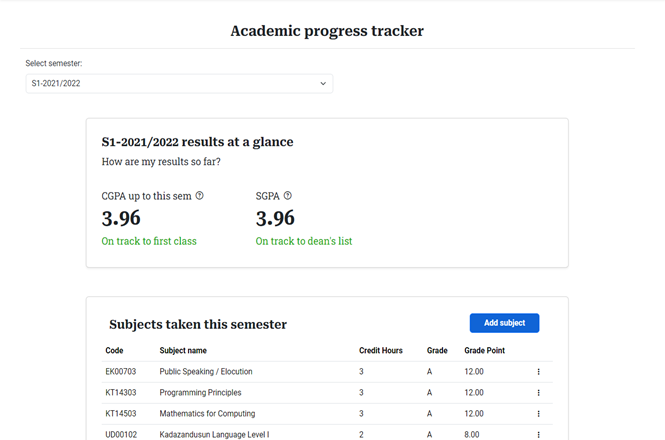 Academic progress tracker
Select semester:
S1-2021/2022
S1-2021/2022 results at a glance
How are my results so far?
CGPA up to this sem SGPA
3.96 3.96
On track to first class On track to dean's list
Subjects taken this semester Add subject
Code Subject name Credit Hours Grade Grade Point
EK00703 Public Speaking / Elocution 3 A 12.00
KT14303 Programming Principles 3 A 12.00
KT14503 Mathematics for Computing 3 A 12.00
UD00102 Kadazandusun Language Level I 2 A 8.00